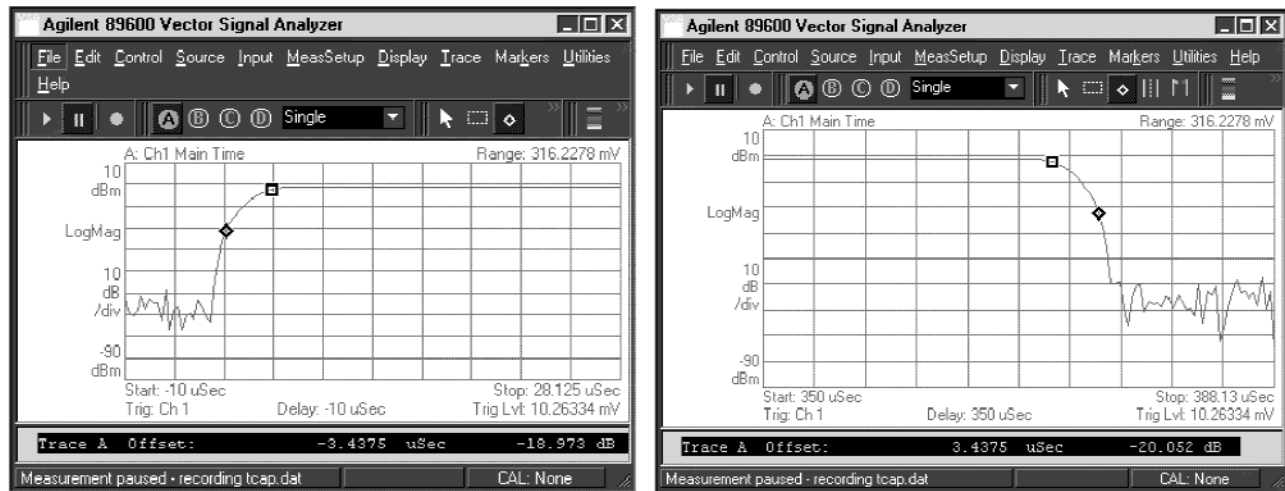 Agilent 89600 Vector Signal Analyzer
File Edit Control Source Input MeasSetup Display Trace Markers Utilities
Help
A B C D Single
A: Ch1 Main Time Range: 316.2278 mV
10
dBm
LogMag
10
dB
/div
-90
dBm
Start: -10 uSec Stop: 28.125 uSec
Trig: Ch 1 Delay: -10 uSec Trig Lvl: 10.26334 mV
Trace A Offset: -3.4375 uSec -18.973 dB
Measurement paused - recording tcap.dat CAL: None
Agilent 89600 Vector Signal Analyzer
File Edit Control Source Input MeasSetup Display Trace Markers Utilities Help
A B C D Single
A: Ch1 Main Time Range: 316.2278 mV
10
dBm
LogMag
10
dB
/div
-90
dBm
Start: 350 uSec Stop: 388.13 uSec
Trig: Ch 1 Delay: 350 uSec Trig Lvl: 10.26334 mV
Trace A Offset: 3.4375 uSec -20.052 dB
Measurement paused - recording tcap.dat CAL: None